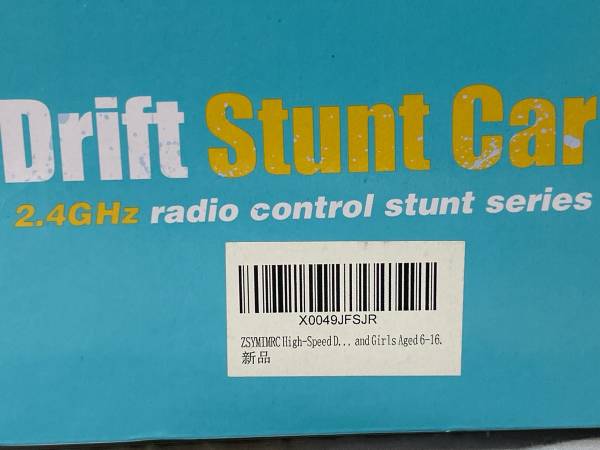 Drift Stunt Car
2.4GHz radio control stunt series
X0049JFSJR
ZSYMIMRC High-Speed D... and Girls Aged 6-16.
新品